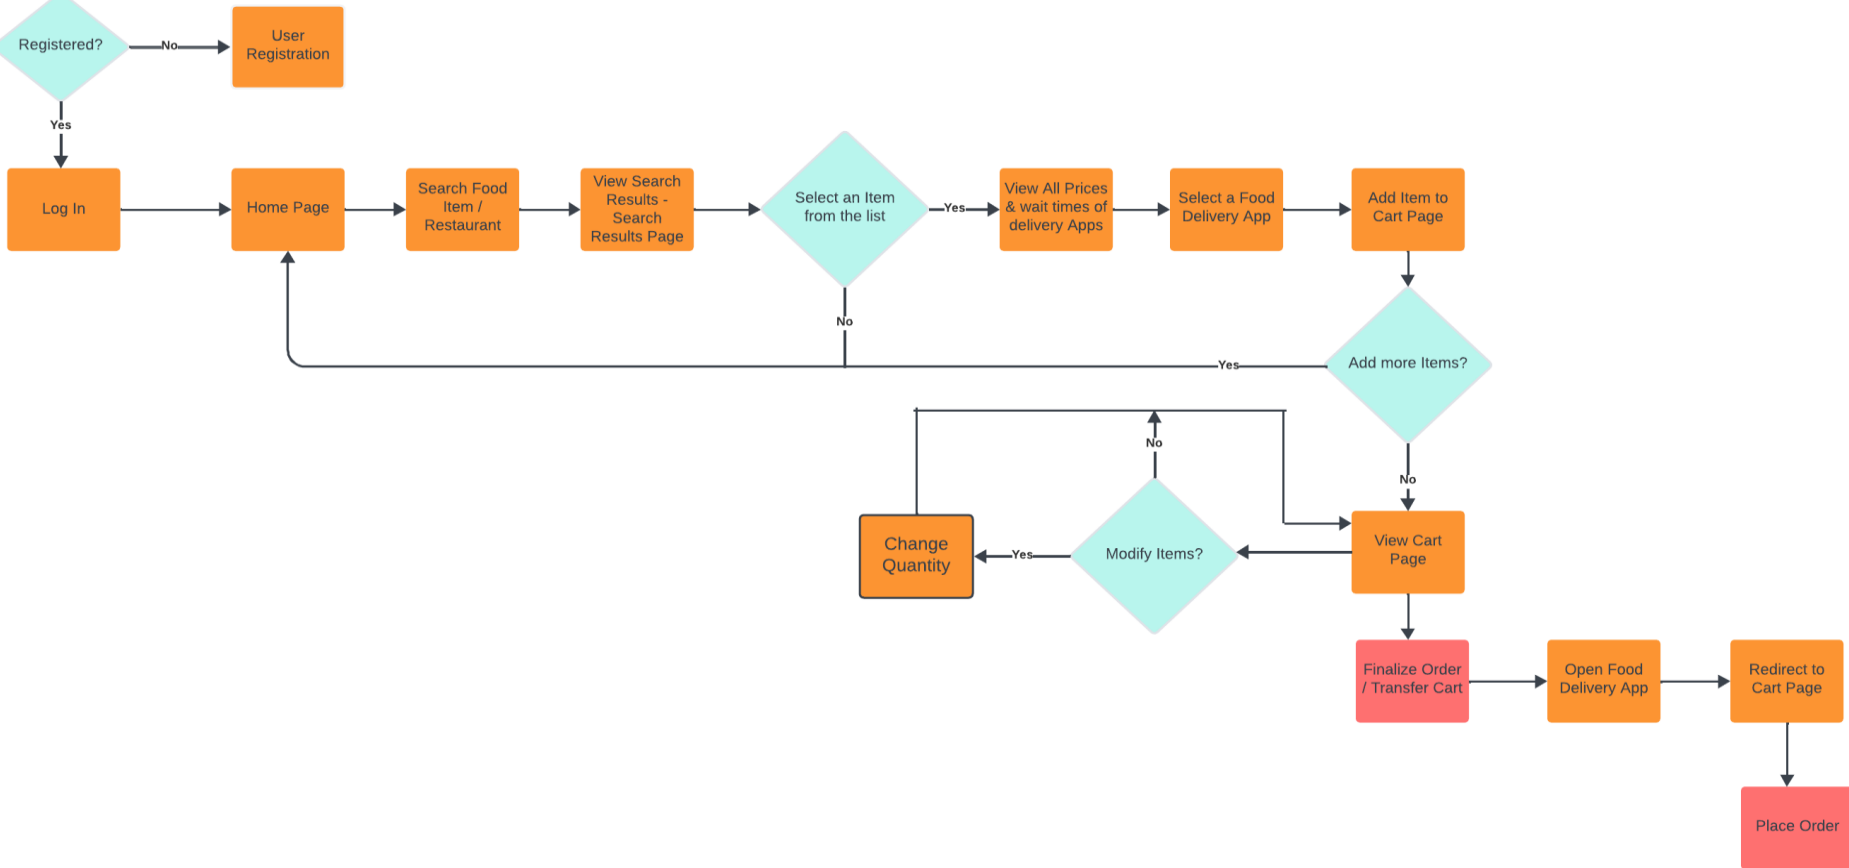 Registered?
No
User
Registration
Yes
Log In
Home Page
Search Food
Item /
Restaurant
View Search
Results -
Search
Results Page
Select an Item
from the list
Yes
View All Prices
& wait times of
delivery Apps
Select a Food
Delivery App
Add Item to
Cart Page
No
Yes
Add more Items?
No
No
Change
Quantity
Yes
Modify Items?
View Cart
Page
Finalize Order
/ Transfer Cart
Open Food
Delivery App
Redirect to
Cart Page
Place Order